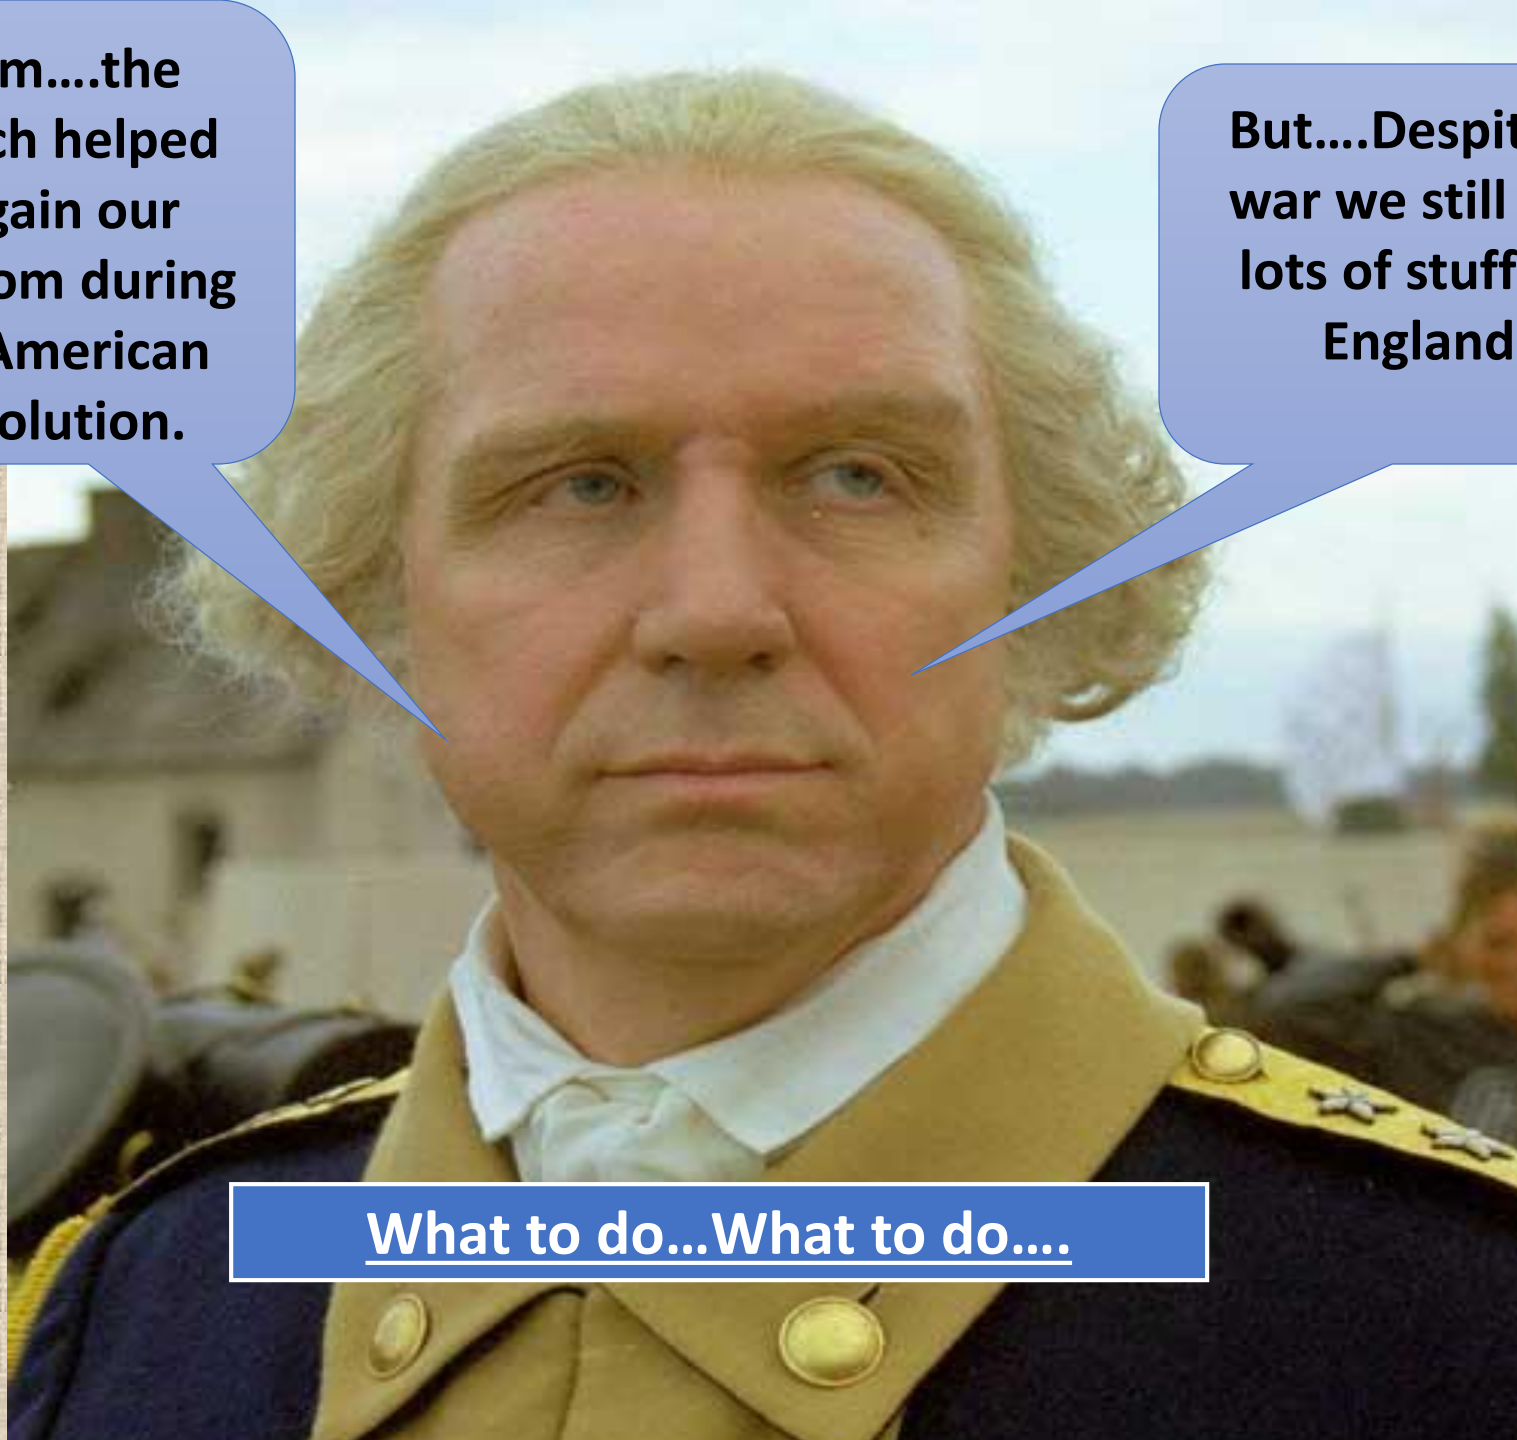 m....the
ch helped
gain our
om during
American
olution.
But....Despit
war we still
lots of stuff
England
What to do...What to do....